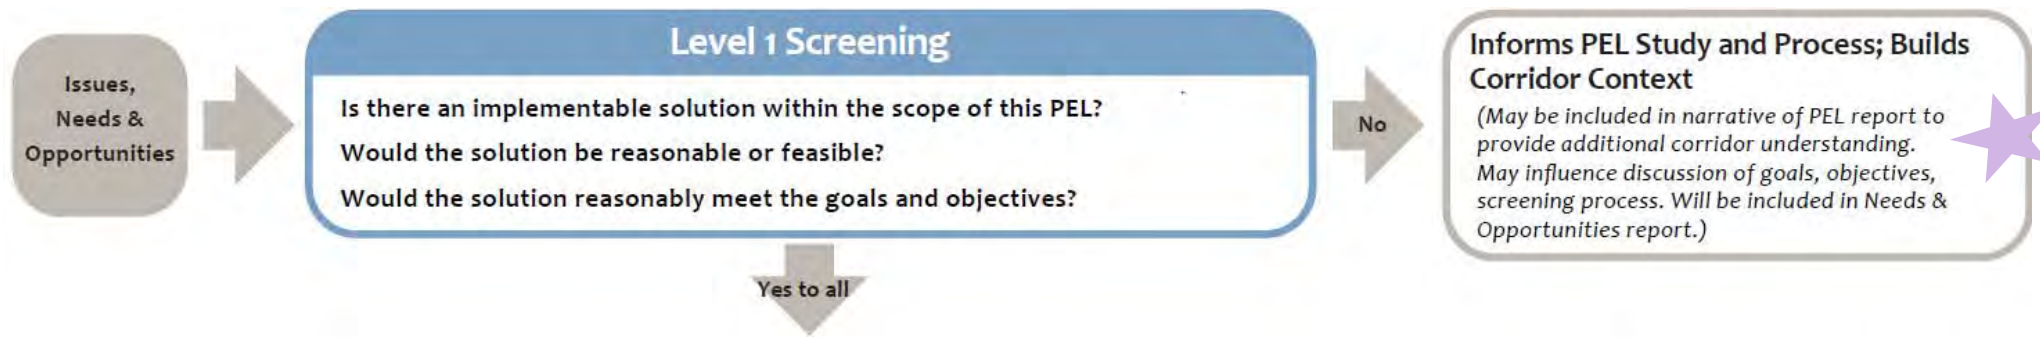 Issues,
Needs &
Opportunities
Level 1 Screening
Is there an implementable solution within the scope of this PEL?
Would the solution be reasonable or feasible?
Would the solution reasonably meet the goals and objectives?
Yes to all
No
Informs PEL Study and Process; Builds
Corridor Context
(May be included in narrative of PEL report to
provide additional corridor understanding.
May influence discussion of goals, objectives,
screening process. Will be included in Needs &
Opportunities report.)